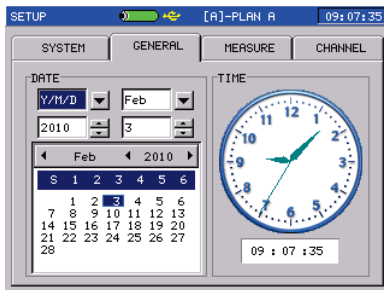 SETUP [A]-PLAN A 09:07:35
SYSTEM GENERAL MEASURE CHANNEL
DATE TIME
Y/M/D Feb
2010 3
Feb 2010
S 1 2 3 4 5 6
1 2 3 4 5 6
7 8 9 10 11 12 13
14 15 16 17 18 19 20
21 22 23 24 25 26 27
28
12
11 1
10 2
9 3
8 4
7 5
6
09 : 07 :35